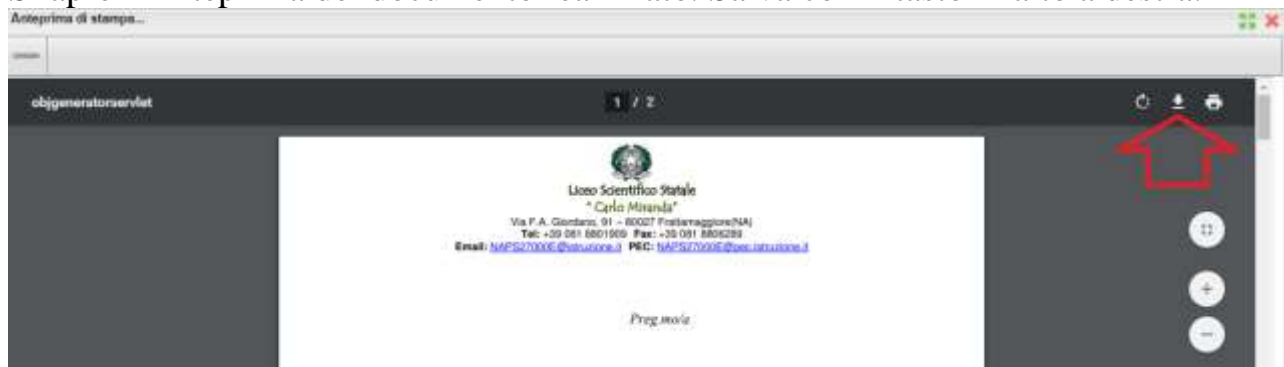 Anteprima di stampa...
objgeneratorservlet
1 / 2
Liceo Scientifico Statale
" Carlo Miranda"
Via F.A. Giordano, 91 – 80027 Frattamaggiore(NA)
Tel: +39 081 8801909 Fax: +39 081 8806289
Email: NAPS27000E@istruzione.it PEC: NAPS27000E@pec.istruzione.it
Preg.mo/a